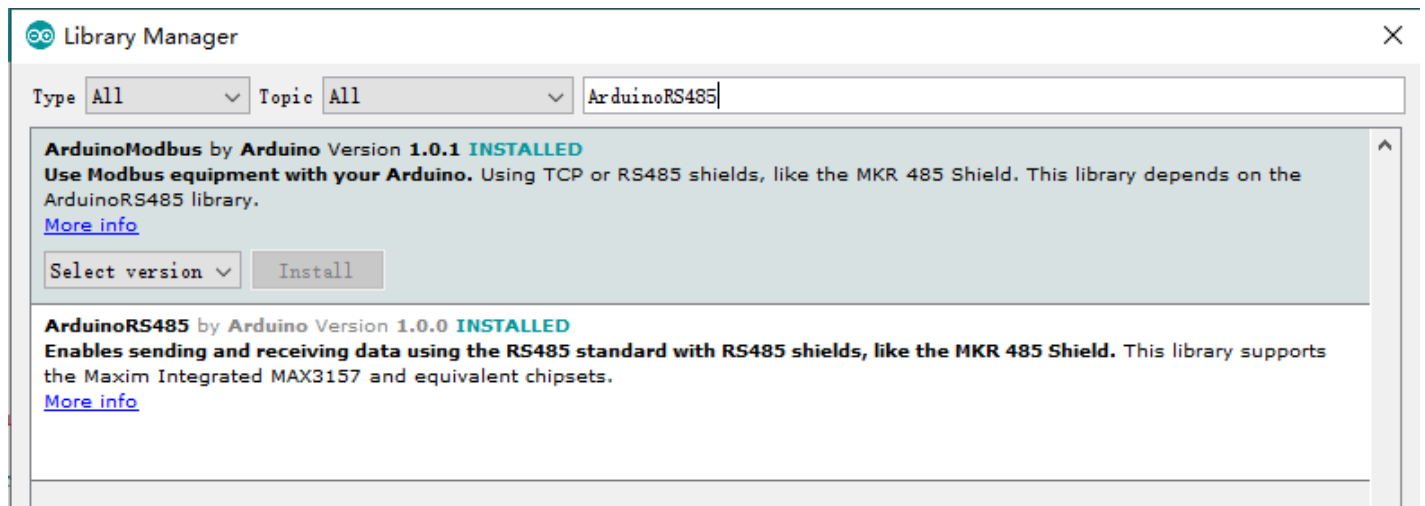 Library Manager
Type All Topic All ArduinoRS485
ArduinoModbus by Arduino Version 1.0.1 INSTALLED
Use Modbus equipment with your Arduino. Using TCP or RS485 shields, like the MKR 485 Shield. This library depends on the
ArduinoRS485 library.
More info
Select version Install
ArduinoRS485 by Arduino Version 1.0.0 INSTALLED
Enables sending and receiving data using the RS485 standard with RS485 shields, like the MKR 485 Shield. This library supports
the Maxim Integrated MAX3157 and equivalent chipsets.
More info